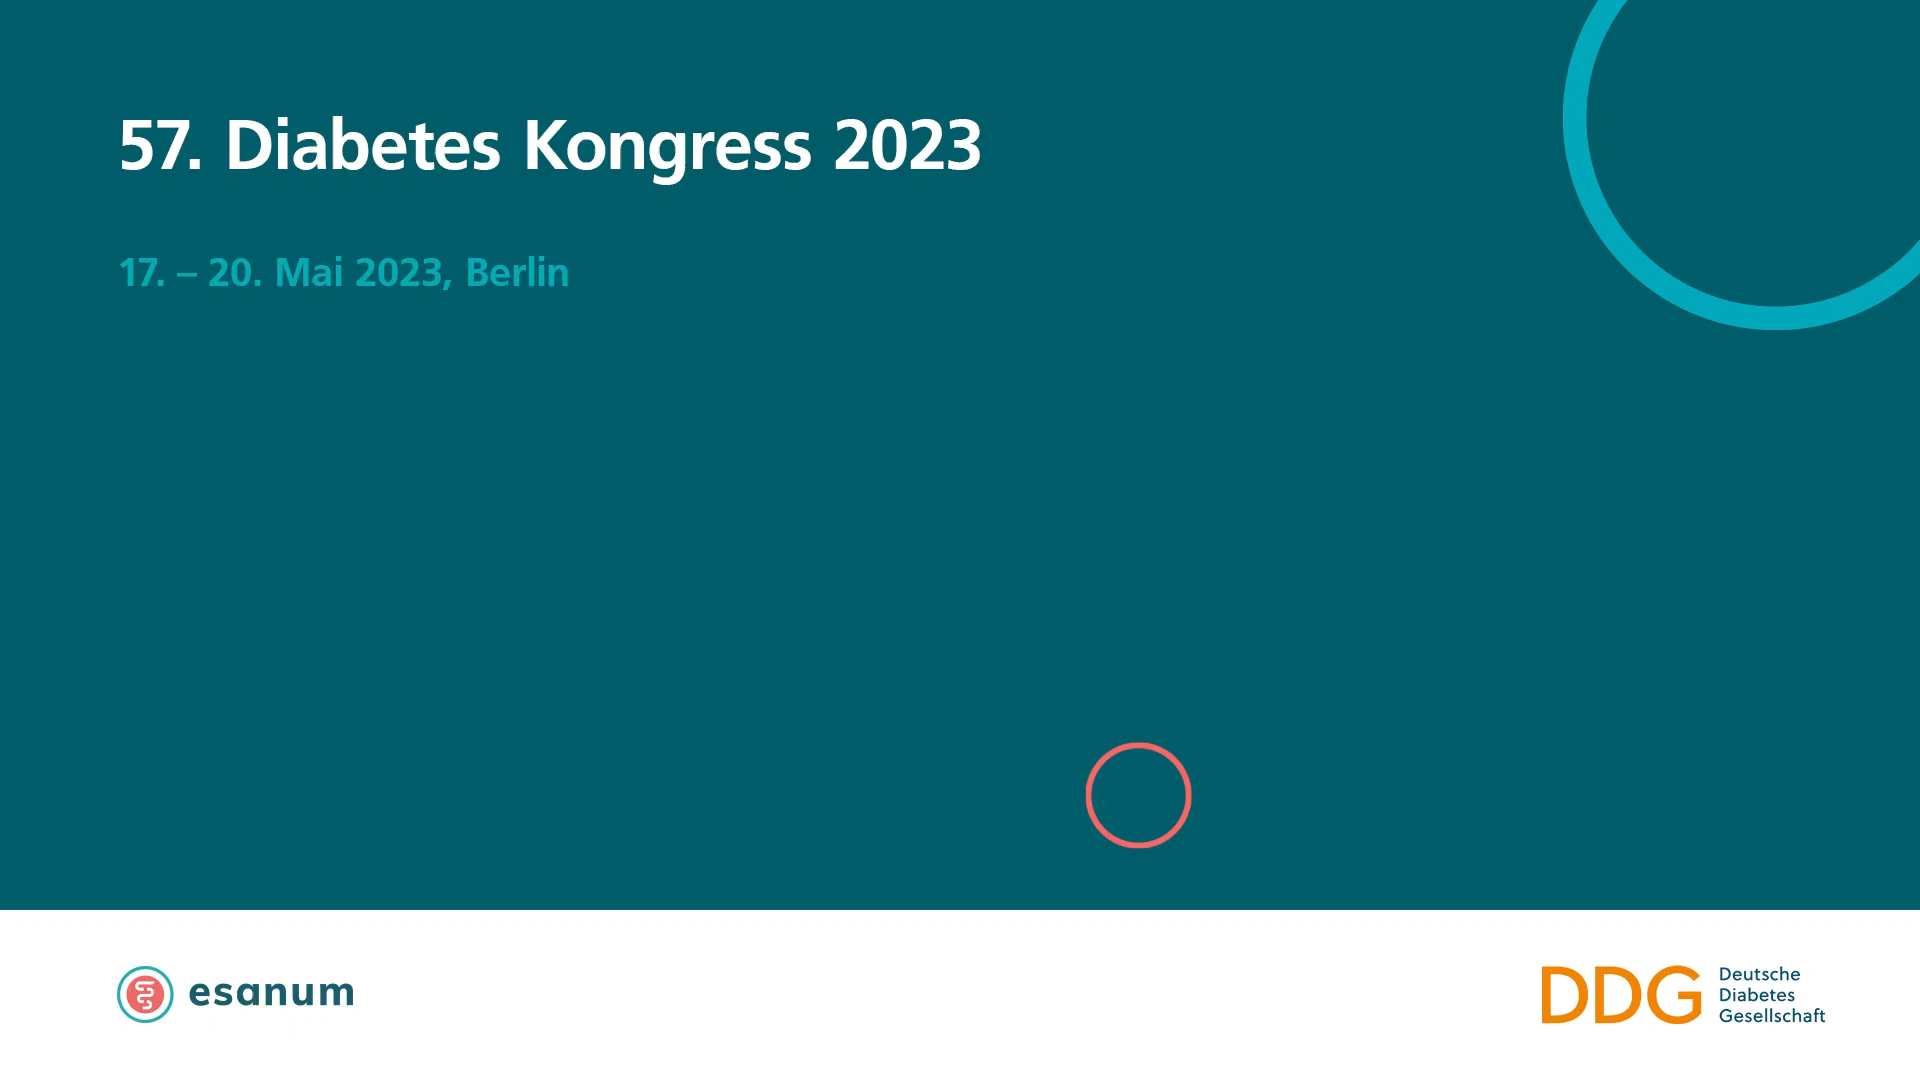 57. Diabetes Kongress 2023
17. – 20. Mai 2023, Berlin
esanum
DDG
Deutsche
Diabetes
Gesellschaft